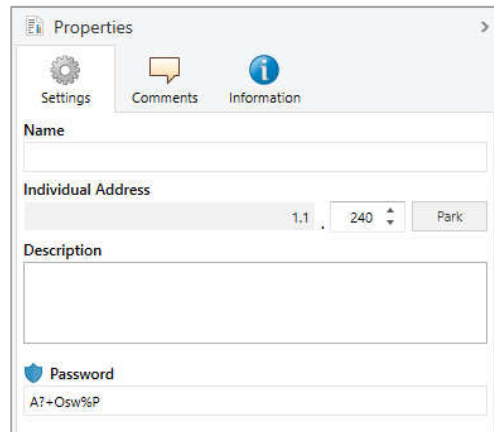 Properties
Settings Comments Information
Name
Individual Address
1.1 . 240 Park
Description
Password
A?+Osw%P